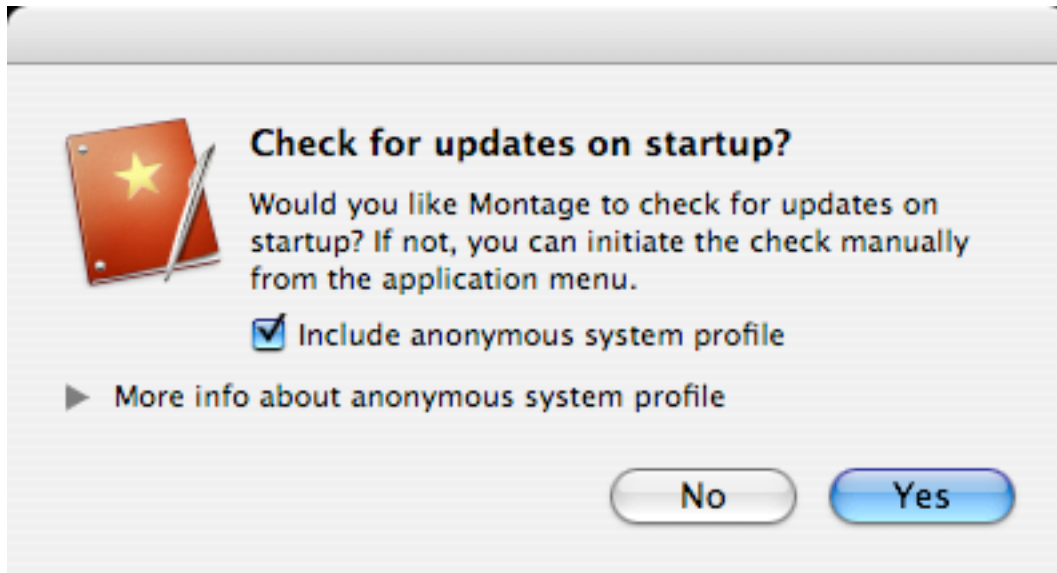 Check for updates on startup?
Would you like Montage to check for updates on
startup? If not, you can initiate the check manually
from the application menu.
Include anonymous system profile
More info about anonymous system profile
No
Yes